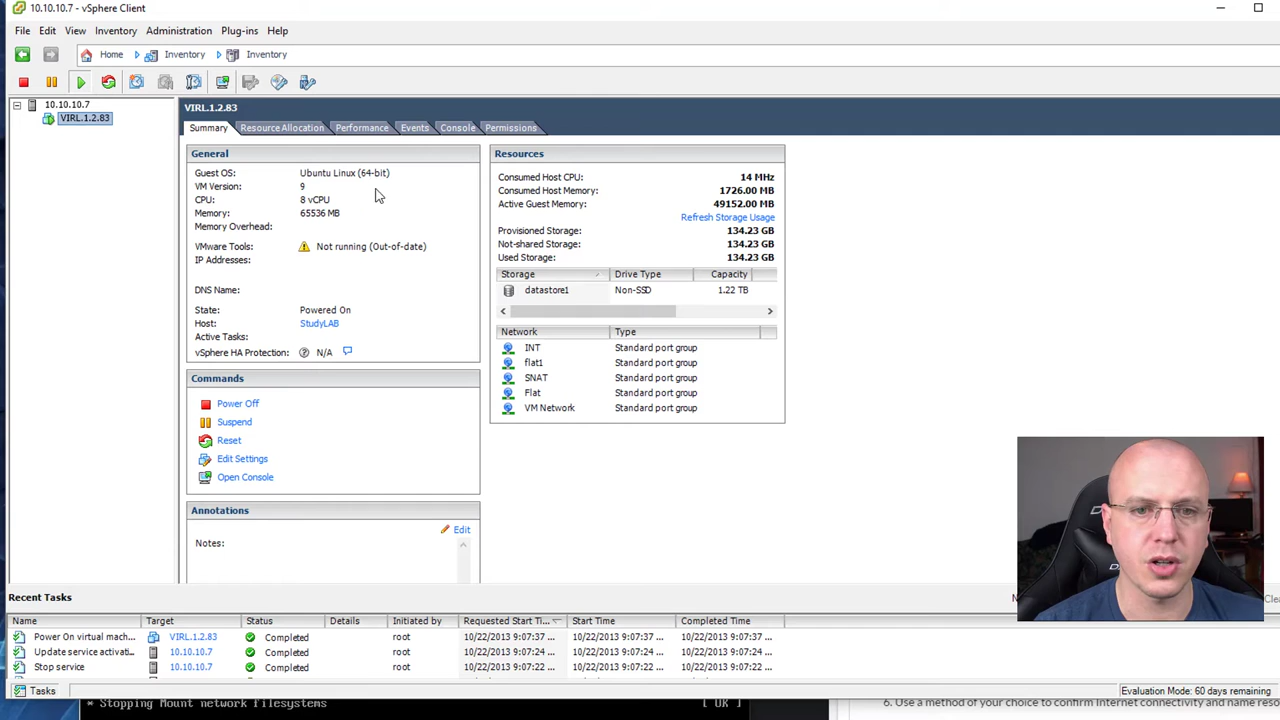 10.10.10.7 - vSphere Client
File Edit View Inventory Administration Plug-ins Help
Home Inventory Inventory
10.10.10.7
VIRL.1.2.83
VIRL.1.2.83
Summary Resource Allocation Performance Events Console Permissions
General
Guest OS: Ubuntu Linux (64-bit)
VM Version: 9
CPU: 8 vCPU
Memory: 65536 MB
Memory Overhead:
VMware Tools: Not running (Out-of-date)
IP Addresses:
DNS Name:
State: Powered On
Host: StudyLAB
Active Tasks:
vSphere HA Protection: N/A
Commands
Power Off
Suspend
Reset
Edit Settings
Open Console
Annotations
Edit
Notes:
Resources
Consumed Host CPU: 14 MHz
Consumed Host Memory: 1726.00 MB
Active Guest Memory: 49152.00 MB
Refresh Storage Usage
Provisioned Storage: 134.23 GB
Not-shared Storage: 134.23 GB
Used Storage: 134.23 GB
Storage Drive Type Capacity
datastore1 Non-SSD 1.22 TB
Network Type
INT Standard port group
flat1 Standard port group
SNAT Standard port group
Flat Standard port group
VM Network Standard port group
Recent Tasks
Name Target Status Details Initiated by Requested Start Ti... Start Time Completed Time
Power On virtual mach... VIRL.1.2.83 Completed root 10/22/2013 9:07:37 ... 10/22/2013 9:07:37 ... 10/22/2013 9:07:37 ...
Update service activati... 10.10.10.7 Completed root 10/22/2013 9:07:24 ... 10/22/2013 9:07:24 ... 10/22/2013 9:07:24 ...
Stop service 10.10.10.7 Completed root 10/22/2013 9:07:22 ... 10/22/2013 9:07:22 ... 10/22/2013 9:07:22 ...
Tasks Evaluation Mode: 60 days remaining
* Stopping Mount network filesystems [ OK ]
6. Use a method of your choice to confirm Internet connectivity and name reso